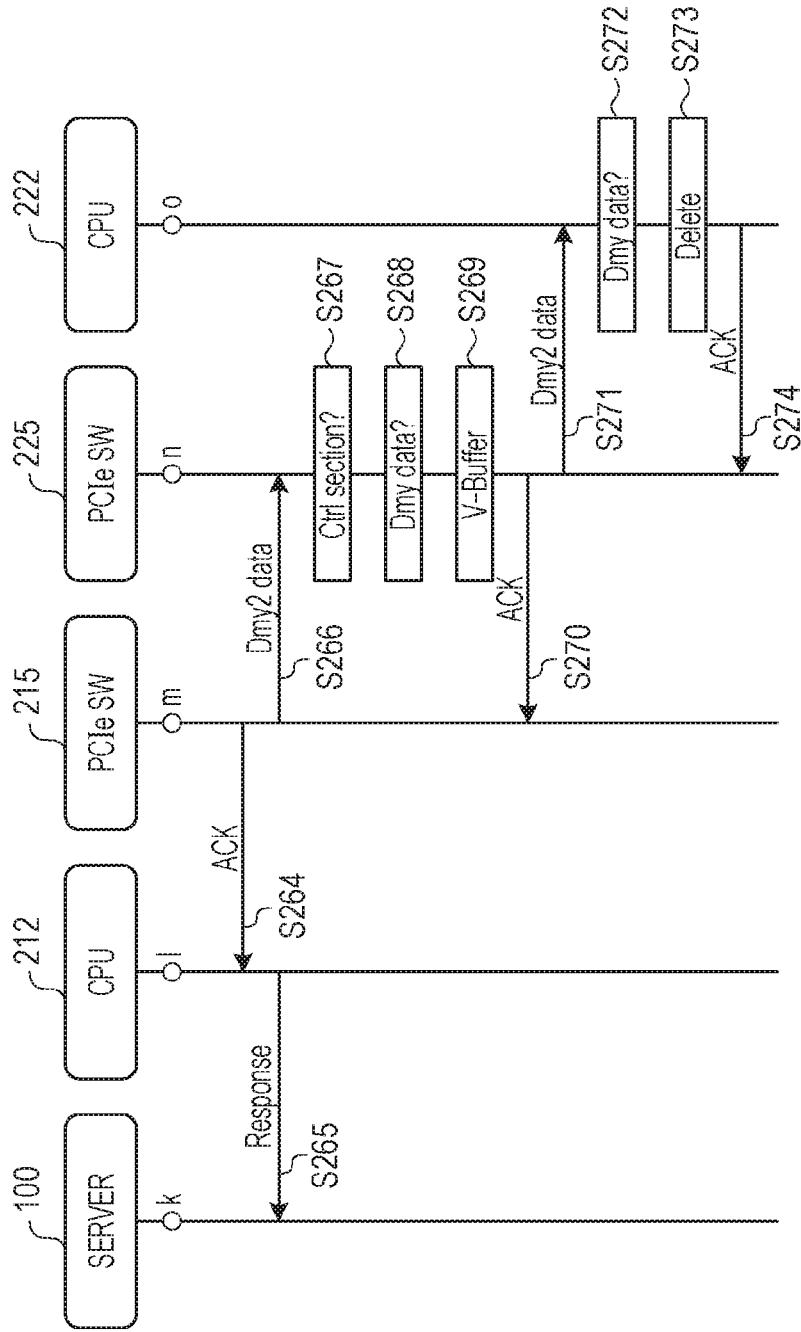 100
SERVER
k
212
CPU
l
215
PCIe SW
m
225
PCIe SW
n
222
CPU
o
ACK
S264
Response
S265
Dmy2 data
S266
Ctrl section?
S267
Dmy data?
S268
V-Buffer
S269
ACK
S270
Dmy2 data
S271
Dmy data?
S272
Delete
S273
ACK
S274